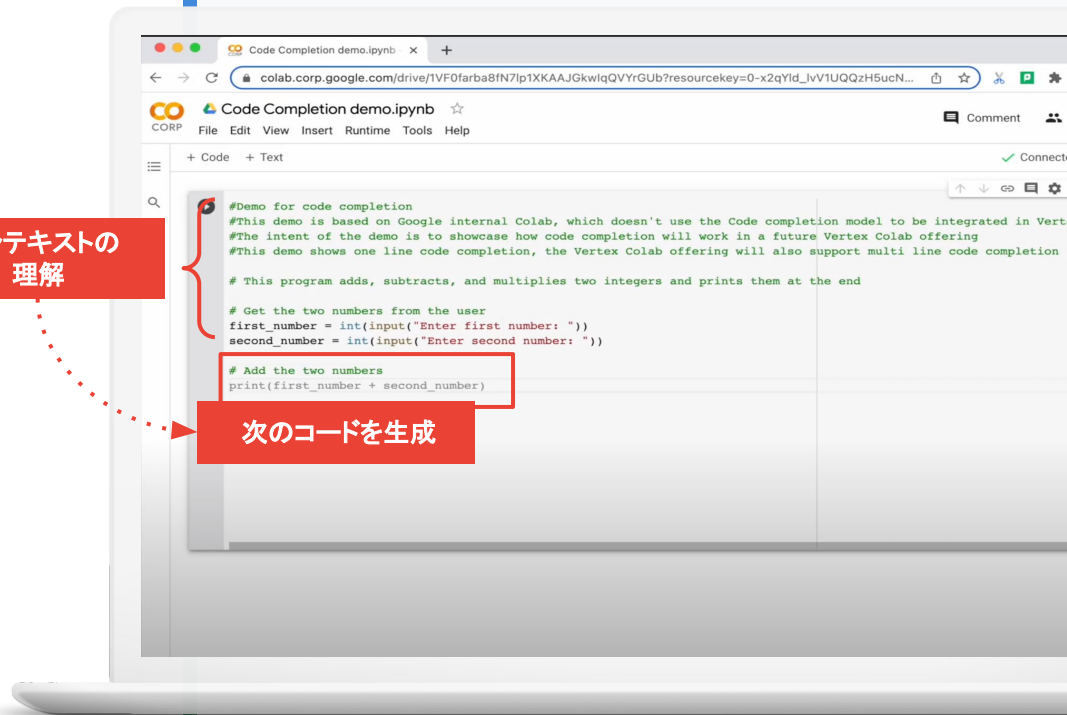 Code Completion demo.ipynb
colab.corp.google.com/drive/1VF0farba8fN7lp1XKAAJGkwIqQVYrGUb?resourcekey=0-x2qYld_lvV1UQQzH5ucN...
CO
CORP
Code Completion demo.ipynb
File Edit View Insert Runtime Tools Help
Comment
+ Code + Text
#Demo for code completion
#This demo is based on Google internal Colab, which doesn't use the Code completion model to be integrated in
#The intent of the demo is to showcase how code completion will work in a future Vertex Colab offering
#This demo shows one line code completion, the Vertex Colab offering will also support multi line code completion
# This program adds, subtracts, and multiplies two integers and prints them at the end
# Get the two numbers from the user
first_number = int(input("Enter first number: "))
second_number = int(input("Enter second number: "))
# Add the two numbers
print(first_number + second_number)
テキストの
理解
次のコードを生成